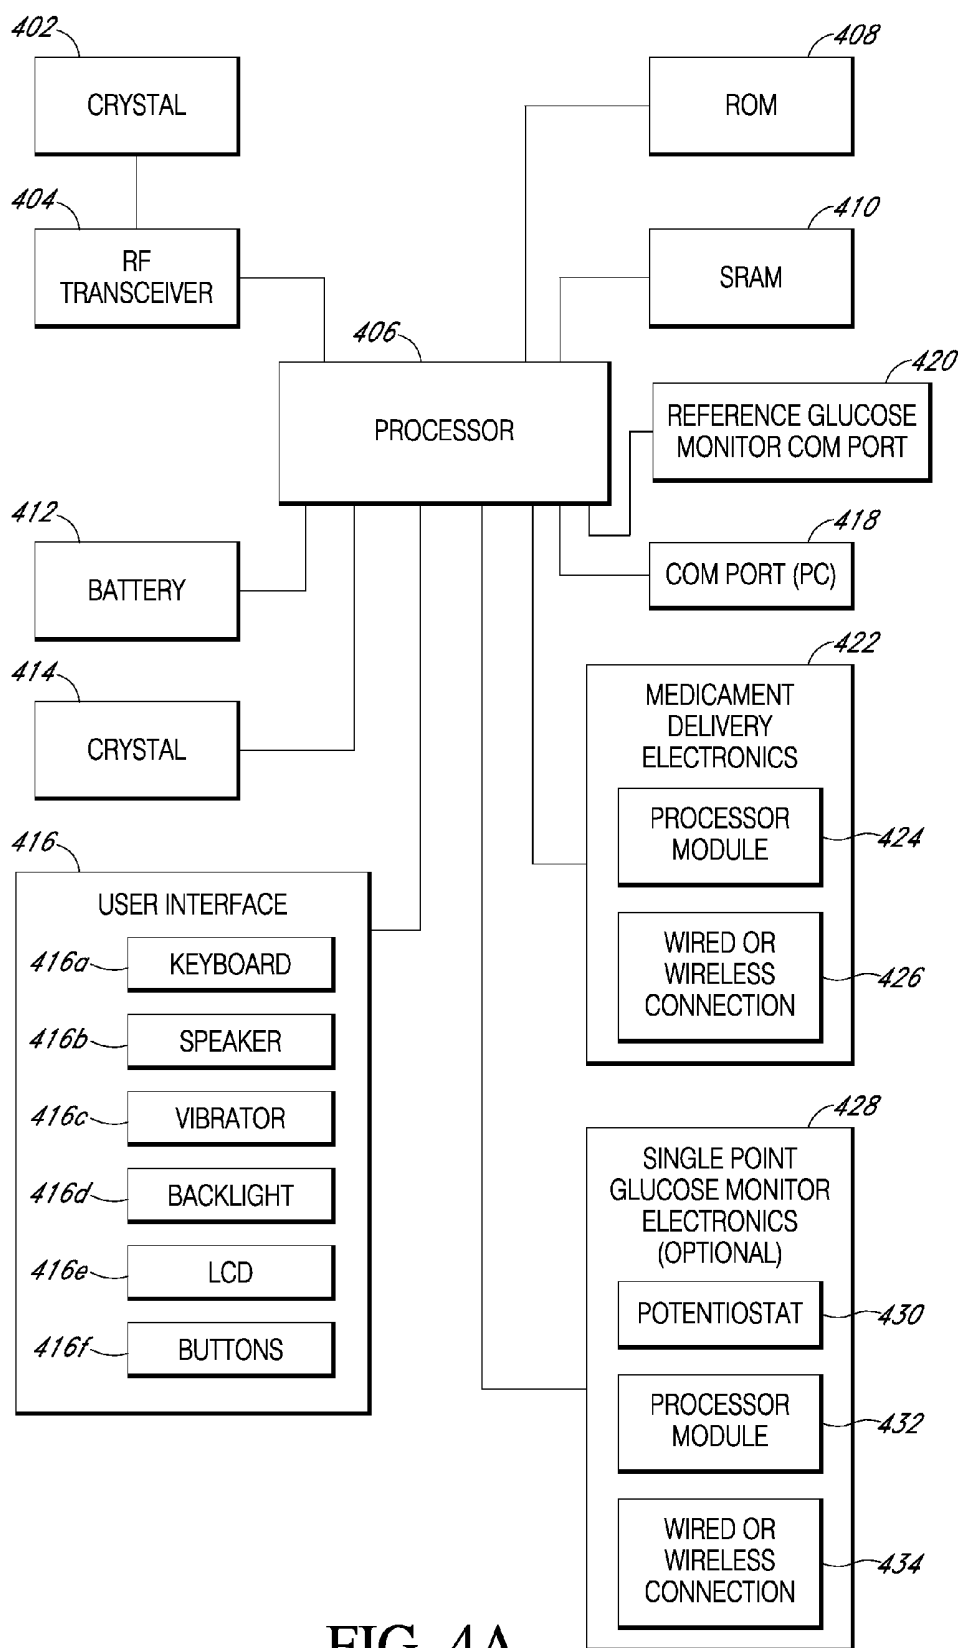 402
CRYSTAL
408
ROM
404
RF
TRANSCEIVER
410
SRAM
406
PROCESSOR
420
REFERENCE GLUCOSE
MONITOR COM PORT
412
BATTERY
418
COM PORT (PC)
414
CRYSTAL
422
MEDICAMENT
DELIVERY
ELECTRONICS
PROCESSOR
MODULE
424
WIRED OR
WIRELESS
CONNECTION
426
416
USER INTERFACE
416a
KEYBOARD
416b
SPEAKER
416c
VIBRATOR
416d
BACKLIGHT
416e
LCD
416f
BUTTONS
428
SINGLE POINT
GLUCOSE MONITOR
ELECTRONICS
(OPTIONAL)
POTENTIOSTAT
430
PROCESSOR
MODULE
432
WIRED OR
WIRELESS
CONNECTION
434
FIG. 4A